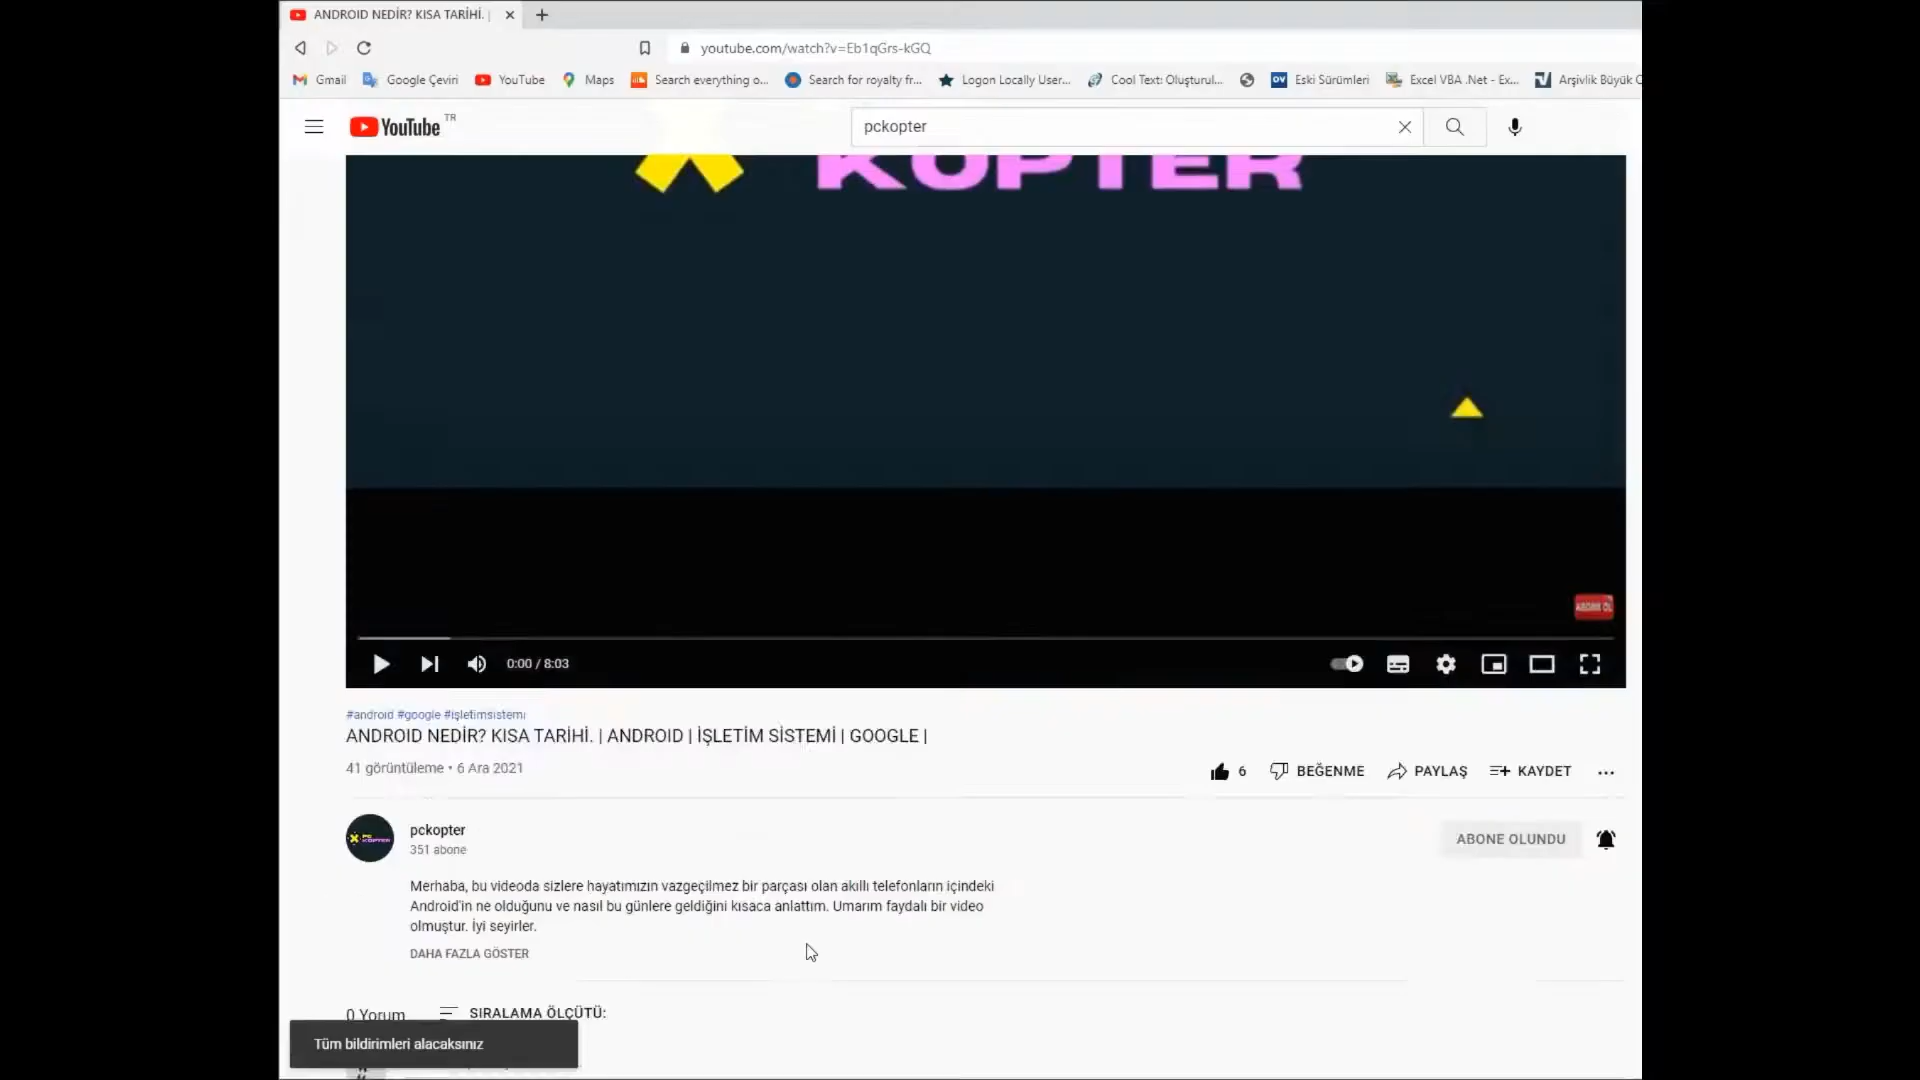 ANDROID NEDİR? KISA TARİHİ. |
youtube.com/watch?v=Eb1qGrs-kGQ
Gmail Google Çeviri YouTube Maps Search everything o... Search for royalty fr... Logon Locally User... Cool Text: Oluşturul... OV Eski Sürümleri Excel VBA .Net - Ex... Arşivlik Büyük
YouTube TR
pckopter
KOPTER
ABONE OL
0:00 / 8:03
#android #google #işletimsistemi
ANDROID NEDİR? KISA TARİHİ. | ANDROID | İŞLETİM SİSTEMİ | GOOGLE |
41 görüntüleme • 6 Ara 2021
6 BEĞENME PAYLAŞ KAYDET
pckopter
351 abone
ABONE OLUNDU
Merhaba, bu videoda sizlere hayatımızın vazgeçilmez bir parçası olan akıllı telefonların içindeki
Android'in ne olduğunu ve nasıl bu günlere geldiğini kısaca anlattım. Umarım faydalı bir video
olmuştur. İyi seyirler.
DAHA FAZLA GÖSTER
0 Yorum SIRALAMA ÖLÇÜTÜ:
Tüm bildirimleri alacaksınız